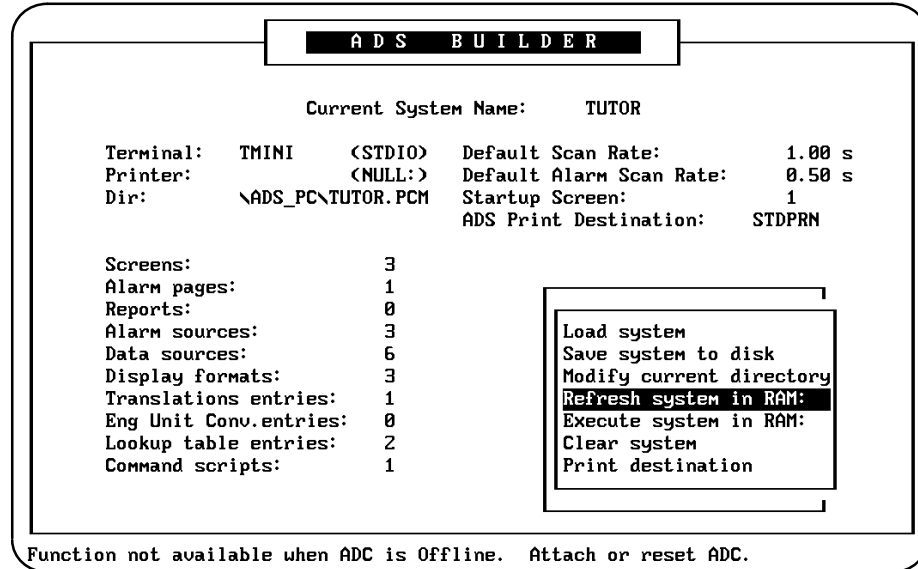 ADS BUILDER
Current System Name: TUTOR
Terminal: TMINI (STDIO) Default Scan Rate: 1.00 s
Printer: (NULL:) Default Alarm Scan Rate: 0.50 s
Dir: \ADS_PC\TUTOR.PCM Startup Screen: 1
ADS Print Destination: STDPRN
Screens: 3
Alarm pages: 1
Reports: 0
Alarm sources: 3
Data sources: 6
Display formats: 3
Translations entries: 1
Eng Unit Conv.entries: 0
Lookup table entries: 2
Command scripts: 1
Load system
Save system to disk
Modify current directory
Refresh system in RAM:
Execute system in RAM:
Clear system
Print destination
Function not available when ADC is Offline. Attach or reset ADC.